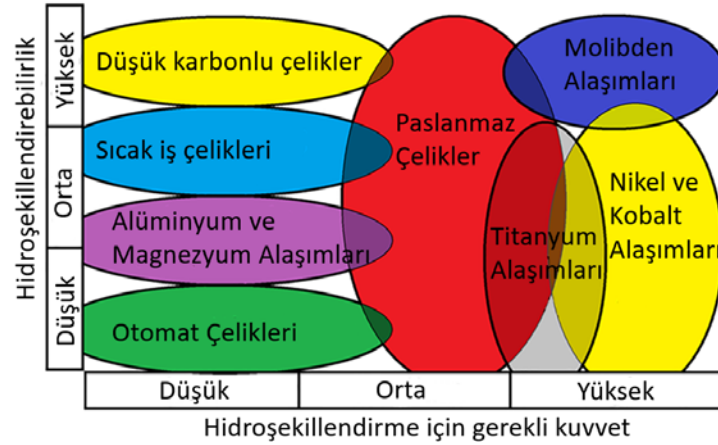 Hidroşekillendirebilirlik
Yüksek
Orta
Düşük
Düşük karbonlu çelikler
Sıcak iş çelikleri
Alüminyum ve
Magnezyum Alaşımları
Otomat Çelikleri
Paslanmaz
Çelikler
Molibden
Alaşımları
Titanyum
Alaşımları
Nikel ve
Kobalt
Alaşımları
Düşük
Orta
Yüksek
Hidroşekillendirme için gerekli kuvvet